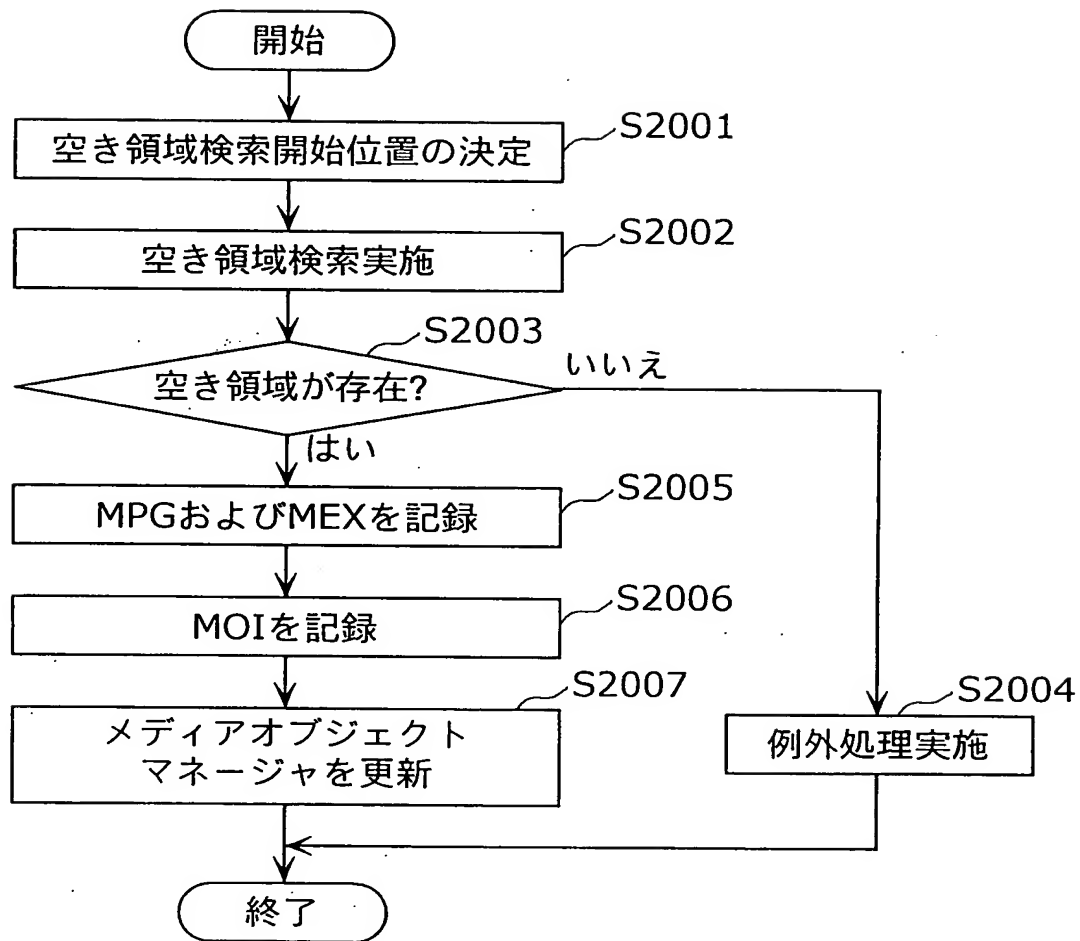 開始
空き領域検索開始位置の決定
S2001
空き領域検索実施
S2002
空き領域が存在?
S2003
いいえ
はい
MPGおよびMEXを記録
S2005
MOIを記録
S2006
メディアオブジェクト
マネージャを更新
S2007
例外処理実施
S2004
終了